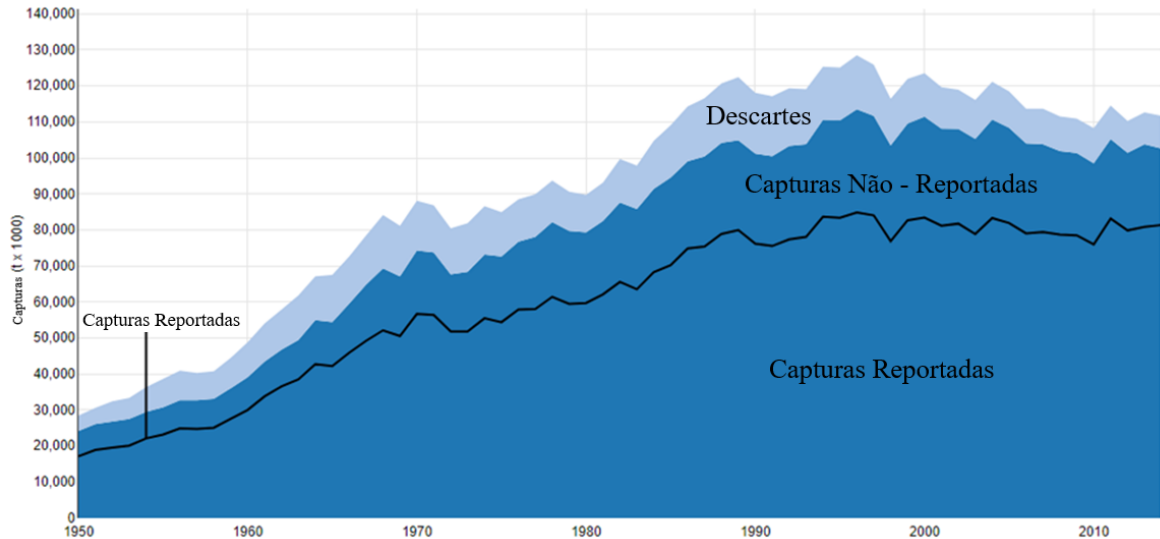 140,000
130,000
120,000
110,000
100,000
90,000
80,000
70,000
60,000
50,000
40,000
30,000
20,000
10,000
0
Capturas (t x 1000)
Descartes
Capturas Não - Reportadas
Capturas Reportadas
Capturas Reportadas
1950 1960 1970 1980 1990 2000 2010